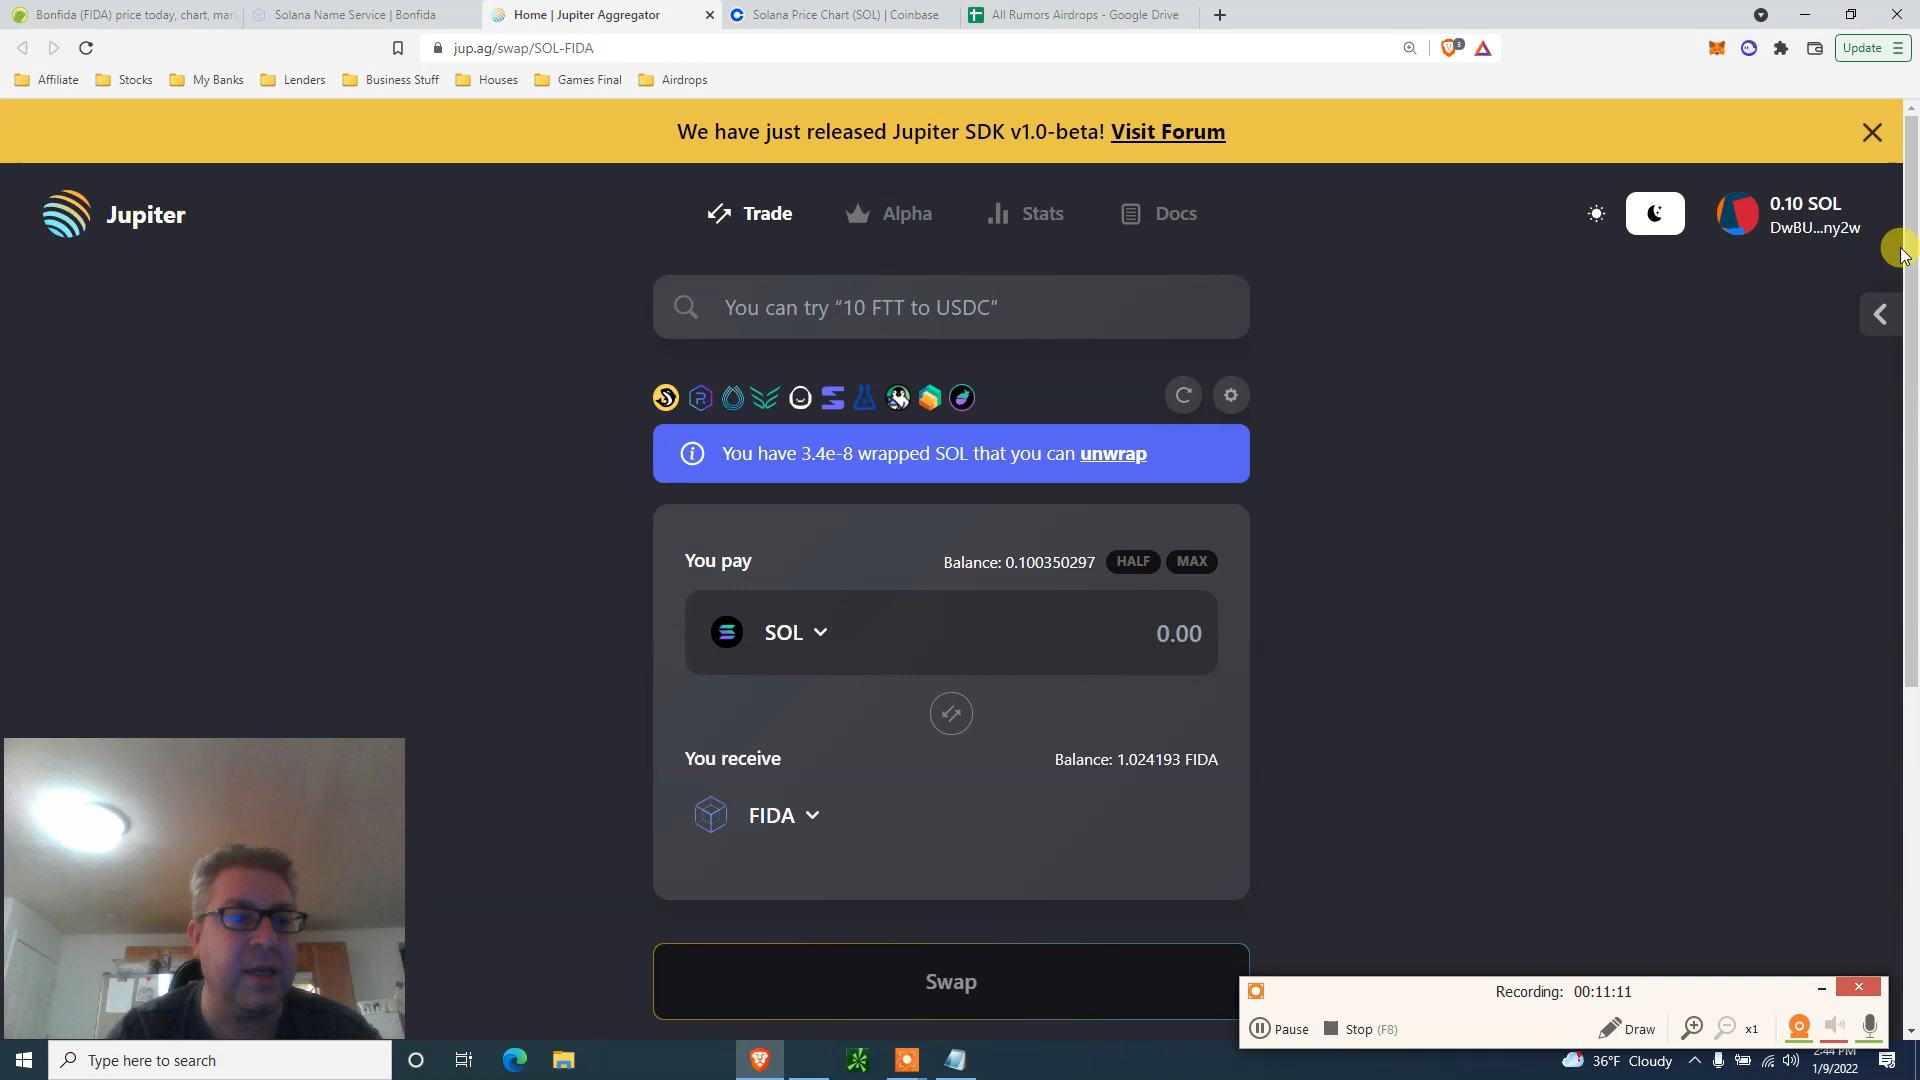 Bonfida (FIDA) price today, chart, mar
Solana Name Service | Bonfida
Home | Jupiter Aggregator
Solana Price Chart (SOL) | Coinbase
All Rumors Airdrops - Google Drive
jup.ag/swap/SOL-FIDA
3
Update
Affiliate
Stocks
My Banks
Lenders
Business Stuff
Houses
Games Final
Airdrops
We have just released Jupiter SDK v1.0-beta! Visit Forum
Jupiter
Trade
Alpha
Stats
Docs
0.10 SOL
DwBU...ny2w
You can try “10 FTT to USDC”
You have 3.4e-8 wrapped SOL that you can unwrap
You pay
Balance: 0.100350297
HALF
MAX
SOL
0.00
You receive
Balance: 1.024193 FIDA
FIDA
Swap
Recording: 00:11:11
Pause
Stop (F8)
Draw
x1
Type here to search
36°F Cloudy
2:44 PM
1/9/2022